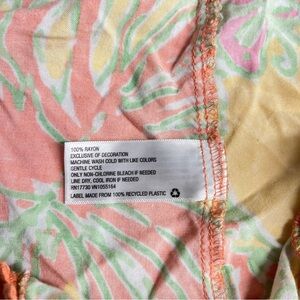 100% RAYON
EXCLUSIVE OF DECORATION
MACHINE WASH COLD WITH LIKE COLORS
GENTLE CYCLE
ONLY NON-CHLORINE BLEACH IF NEEDED
LINE DRY, COOL IRON IF NEEDED
RN17730 VN1055164
LABEL MADE FROM 100% RECYCLED PLASTIC